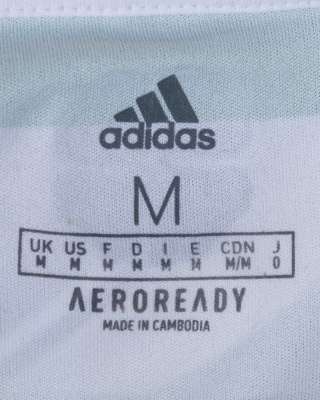 adidas
M
UK US F D I E CDN J
M M M M M M M/M O
AEROREADY
MADE IN CAMBODIA